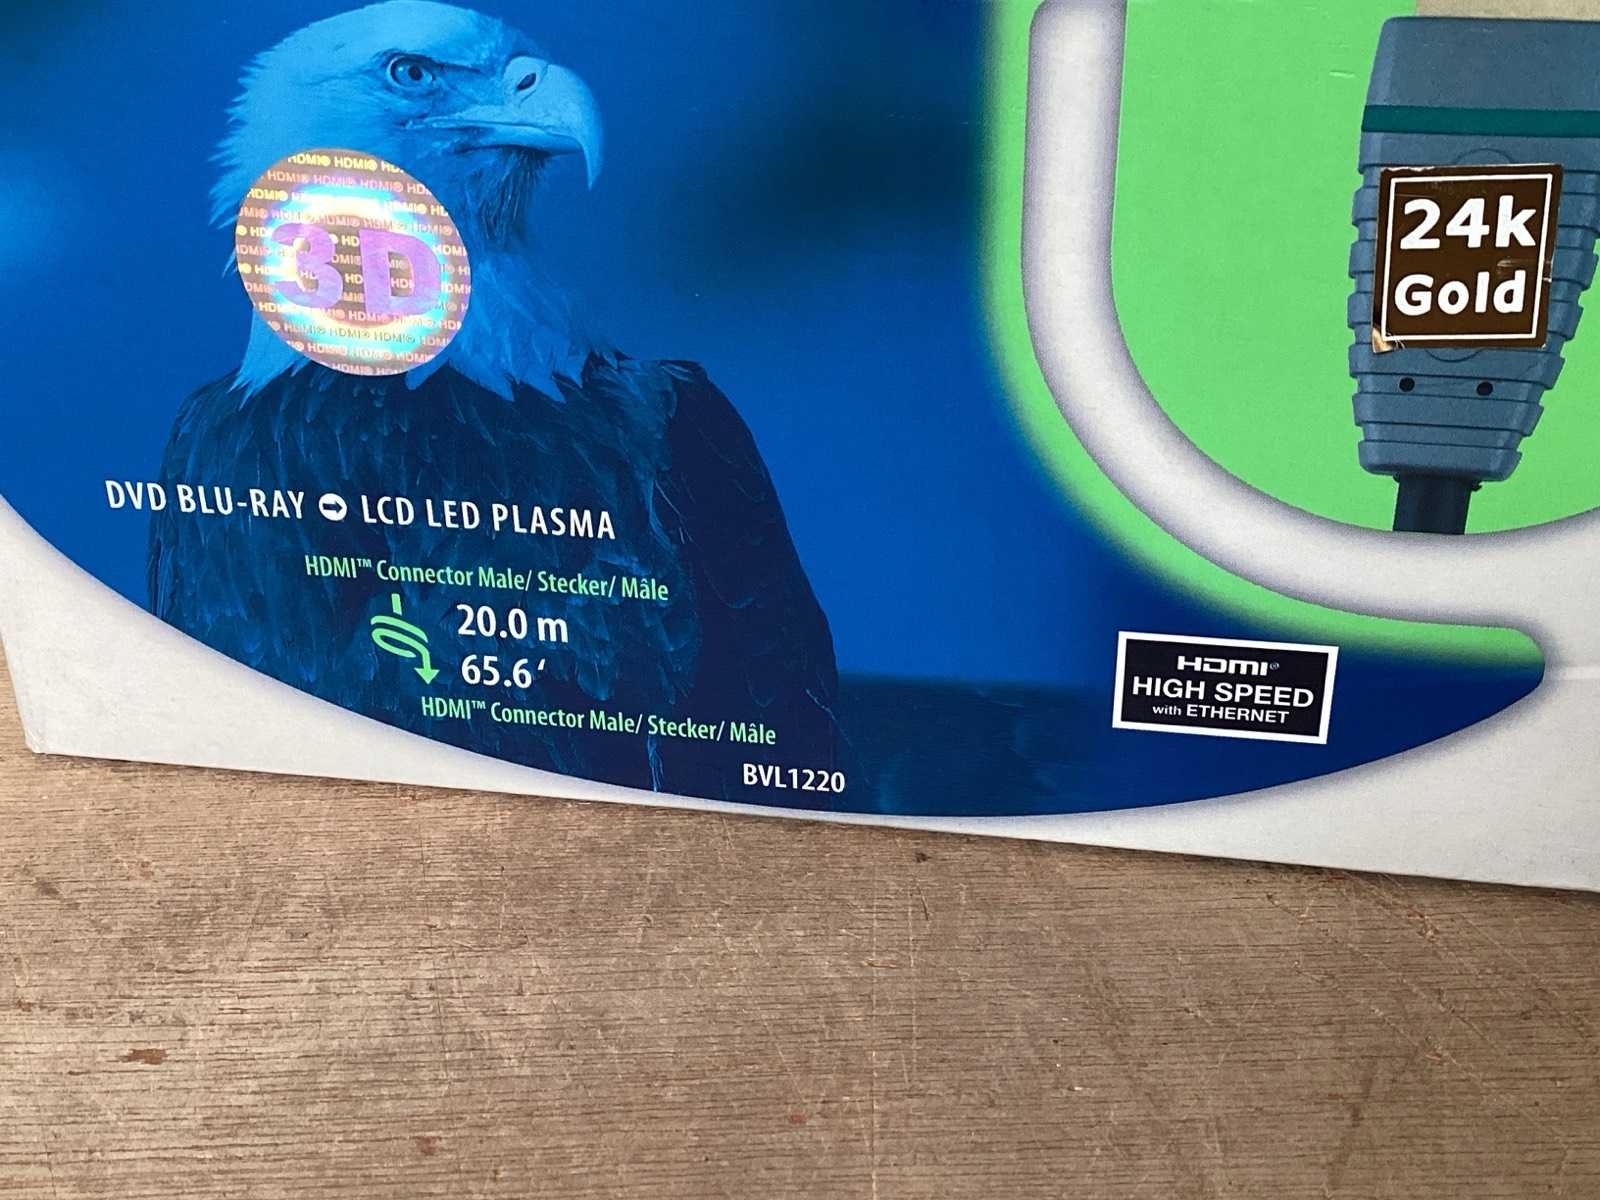 3D
24k
Gold
DVD BLU-RAY LCD LED PLASMA
HDMI™ Connector Male/ Stecker/ Mâle
20.0 m
65.6‘
HDMI™ Connector Male/ Stecker/ Mâle
HDMI®
HIGH SPEED
with ETHERNET
BVL1220